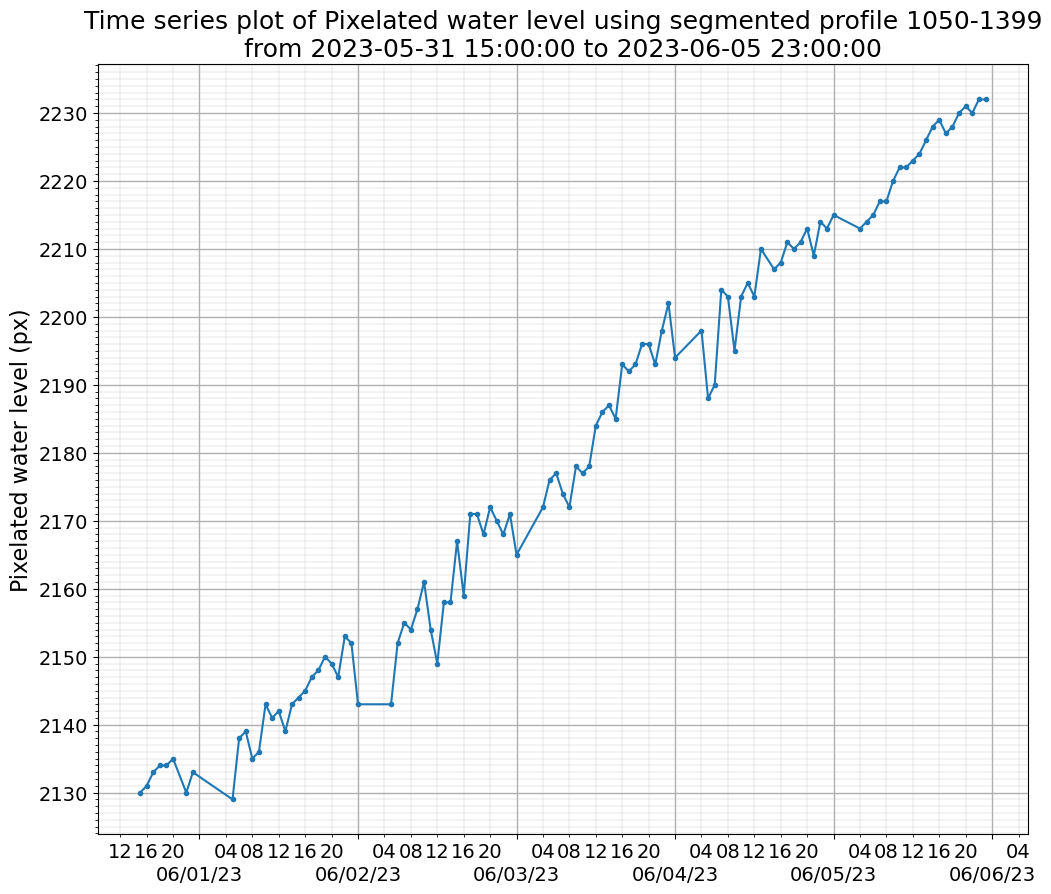 Time series plot of Pixelated water level using segmented profile 1050-1399
from 2023-05-31 15:00:00 to 2023-06-05 23:00:00
Pixelated water level (px)
2230
2220
2210
2200
2190
2180
2170
2160
2150
2140
2130
12 16 20 04 08 12 16 20 04 08 12 16 20 04 08 12 16 20 04 08 12 16 20 04 08 12 16 20 04
06/01/23 06/02/23 06/03/23 06/04/23 06/05/23 06/06/23